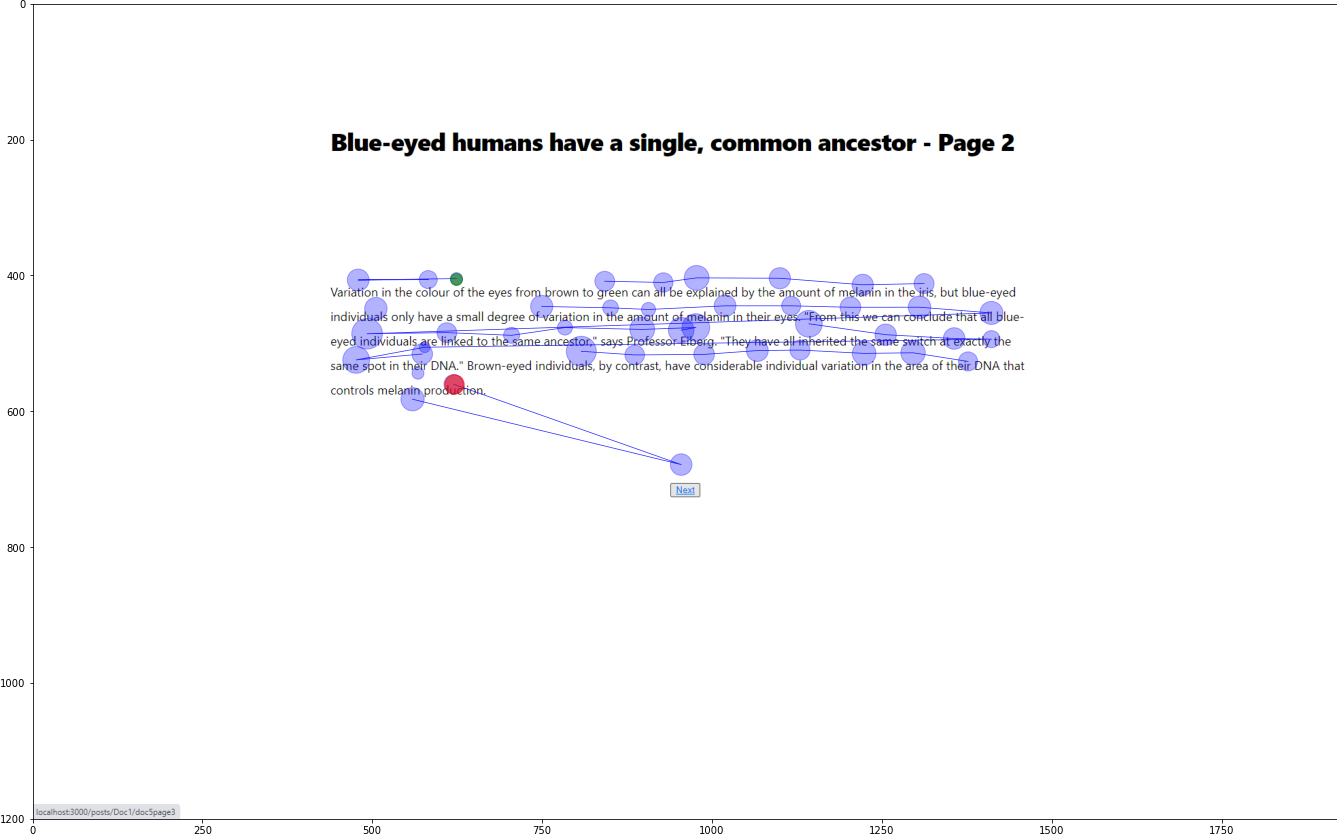 0
200
Blue-eyed humans have a single, common ancestor - Page 2
400
Variation in the colour of the eyes from brown to green can all be explained by the amount of melanin in the iris, but blue-eyed
individuals only have a small degree of variation in the amount of melanin in their eyes. "From this we can conclude that all blue-
eyed individuals are linked to the same ancestor," says Professor Eiberg. "They have all inherited the same switch at exactly the
same spot in their DNA." Brown-eyed individuals, by contrast, have considerable individual variation in the area of their DNA that
controls melanin production.
600
Next
800
1000
localhost:3000/posts/Doc1/doc5page3
1200
0 250 500 750 1000 1250 1500 1750